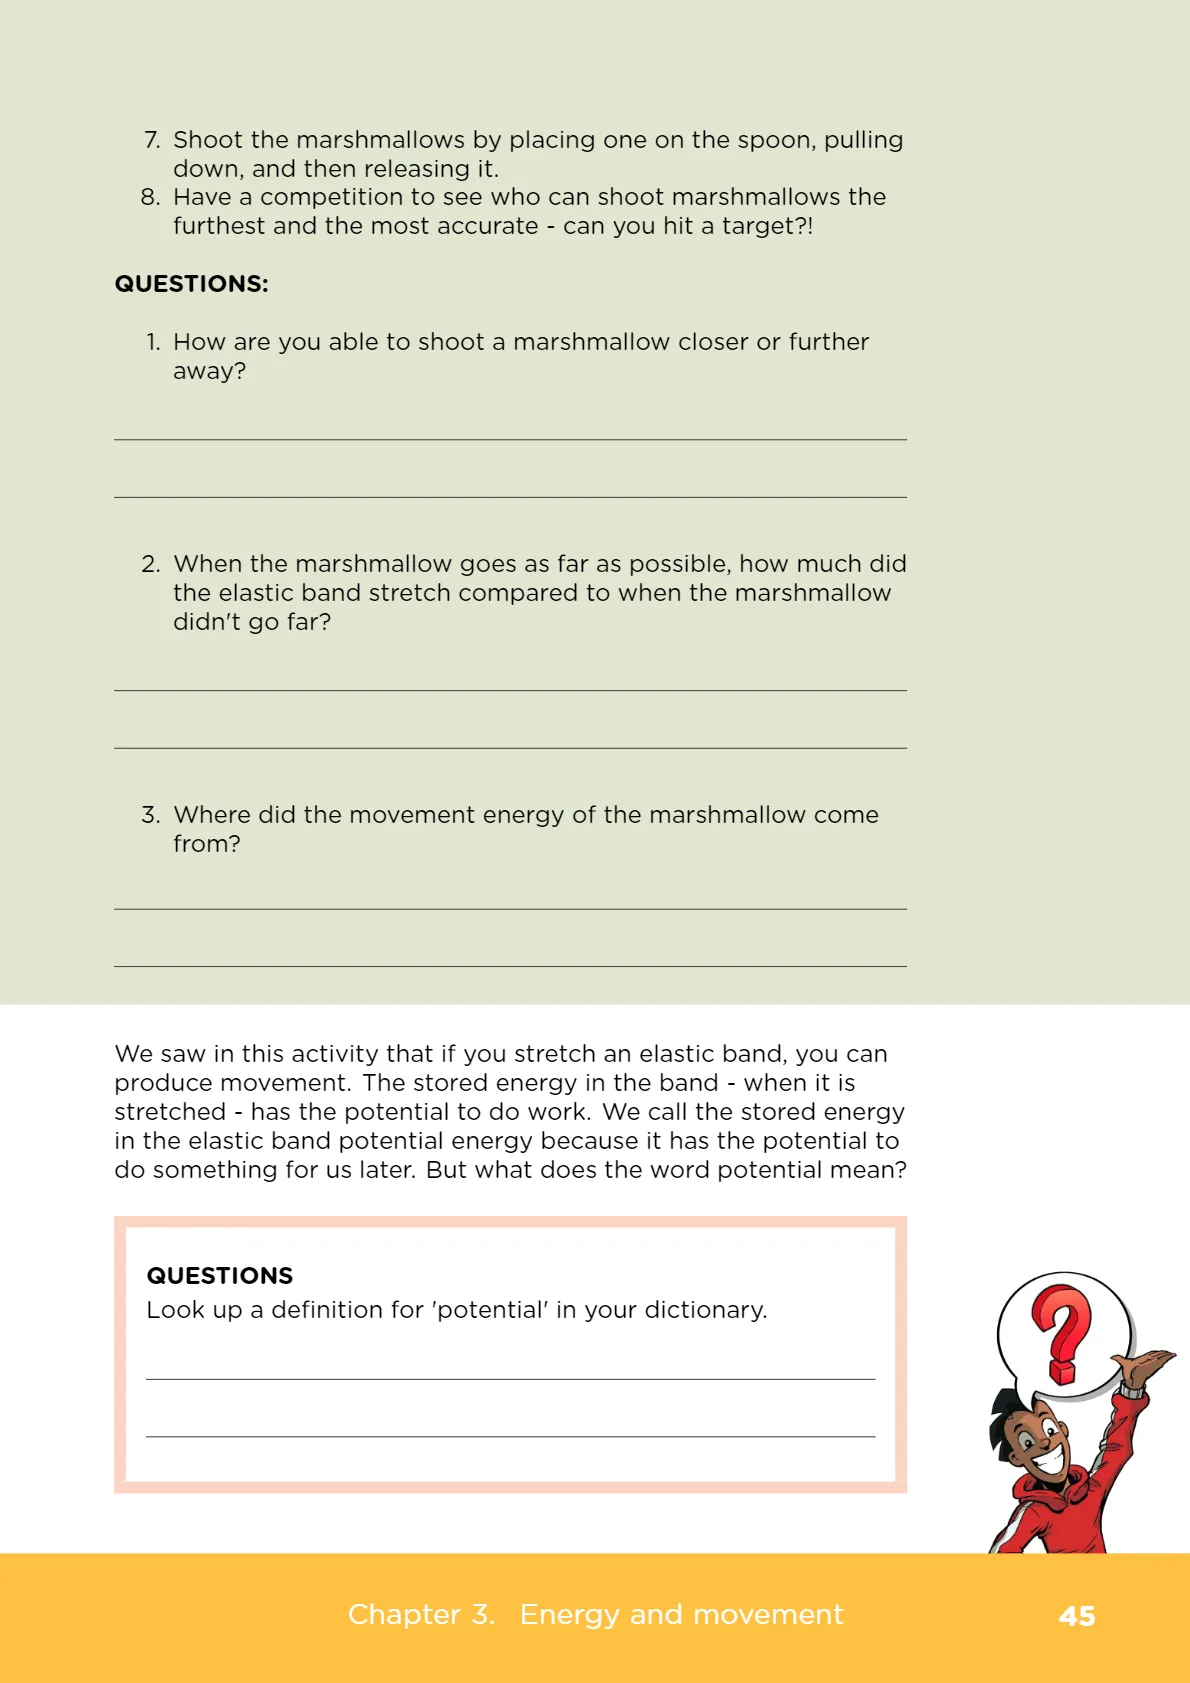 7. Shoot the marshmallows by placing one on the spoon, pulling
down, and then releasing it.
8. Have a competition to see who can shoot marshmallows the
furthest and the most accurate - can you hit a target?!
QUESTIONS:
1. How are you able to shoot a marshmallow closer or further
away?
2. When the marshmallow goes as far as possible, how much did
the elastic band stretch compared to when the marshmallow
didn't go far?
3. Where did the movement energy of the marshmallow come
from?
We saw in this activity that if you stretch an elastic band, you can
produce movement. The stored energy in the band - when it is
stretched - has the potential to do work. We call the stored energy
in the elastic band potential energy because it has the potential to
do something for us later. But what does the word potential mean?
QUESTIONS
Look up a definition for 'potential' in your dictionary.
?
Chapter 3. Energy and movement
45